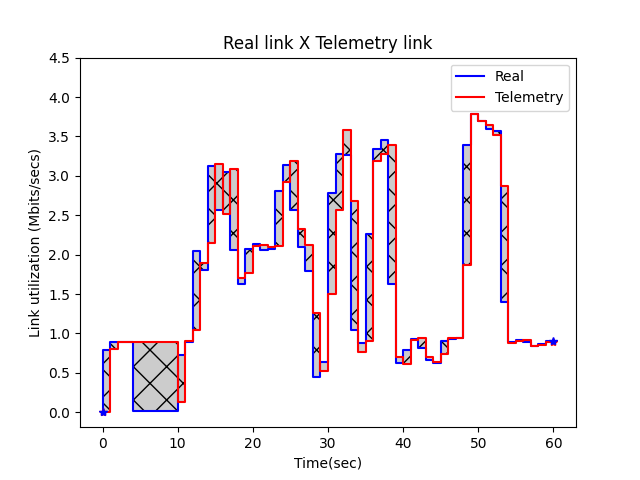 Real link X Telemetry link
Real
Telemetry
Link utilization (Mbits/secs)
4.5
4.0
3.5
3.0
2.5
2.0
1.5
1.0
0.5
0.0
0 10 20 30 40 50 60
Time(sec)